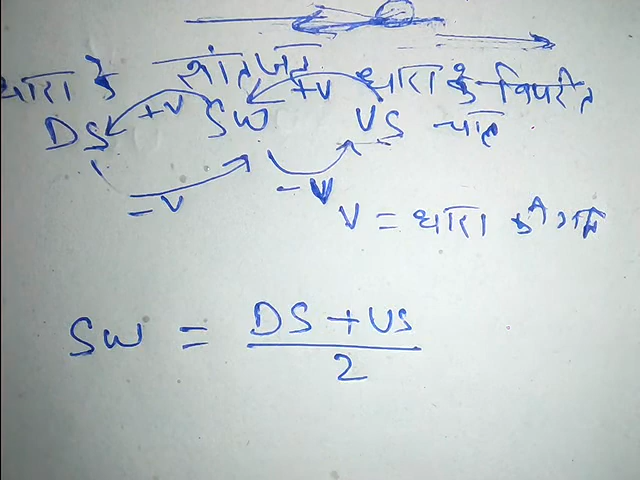 धारा के शांत जल धारा के विपरीत
+V +V
DS SW US चाल
-V -V
V = धारा की गति
SW = DS + US / 2